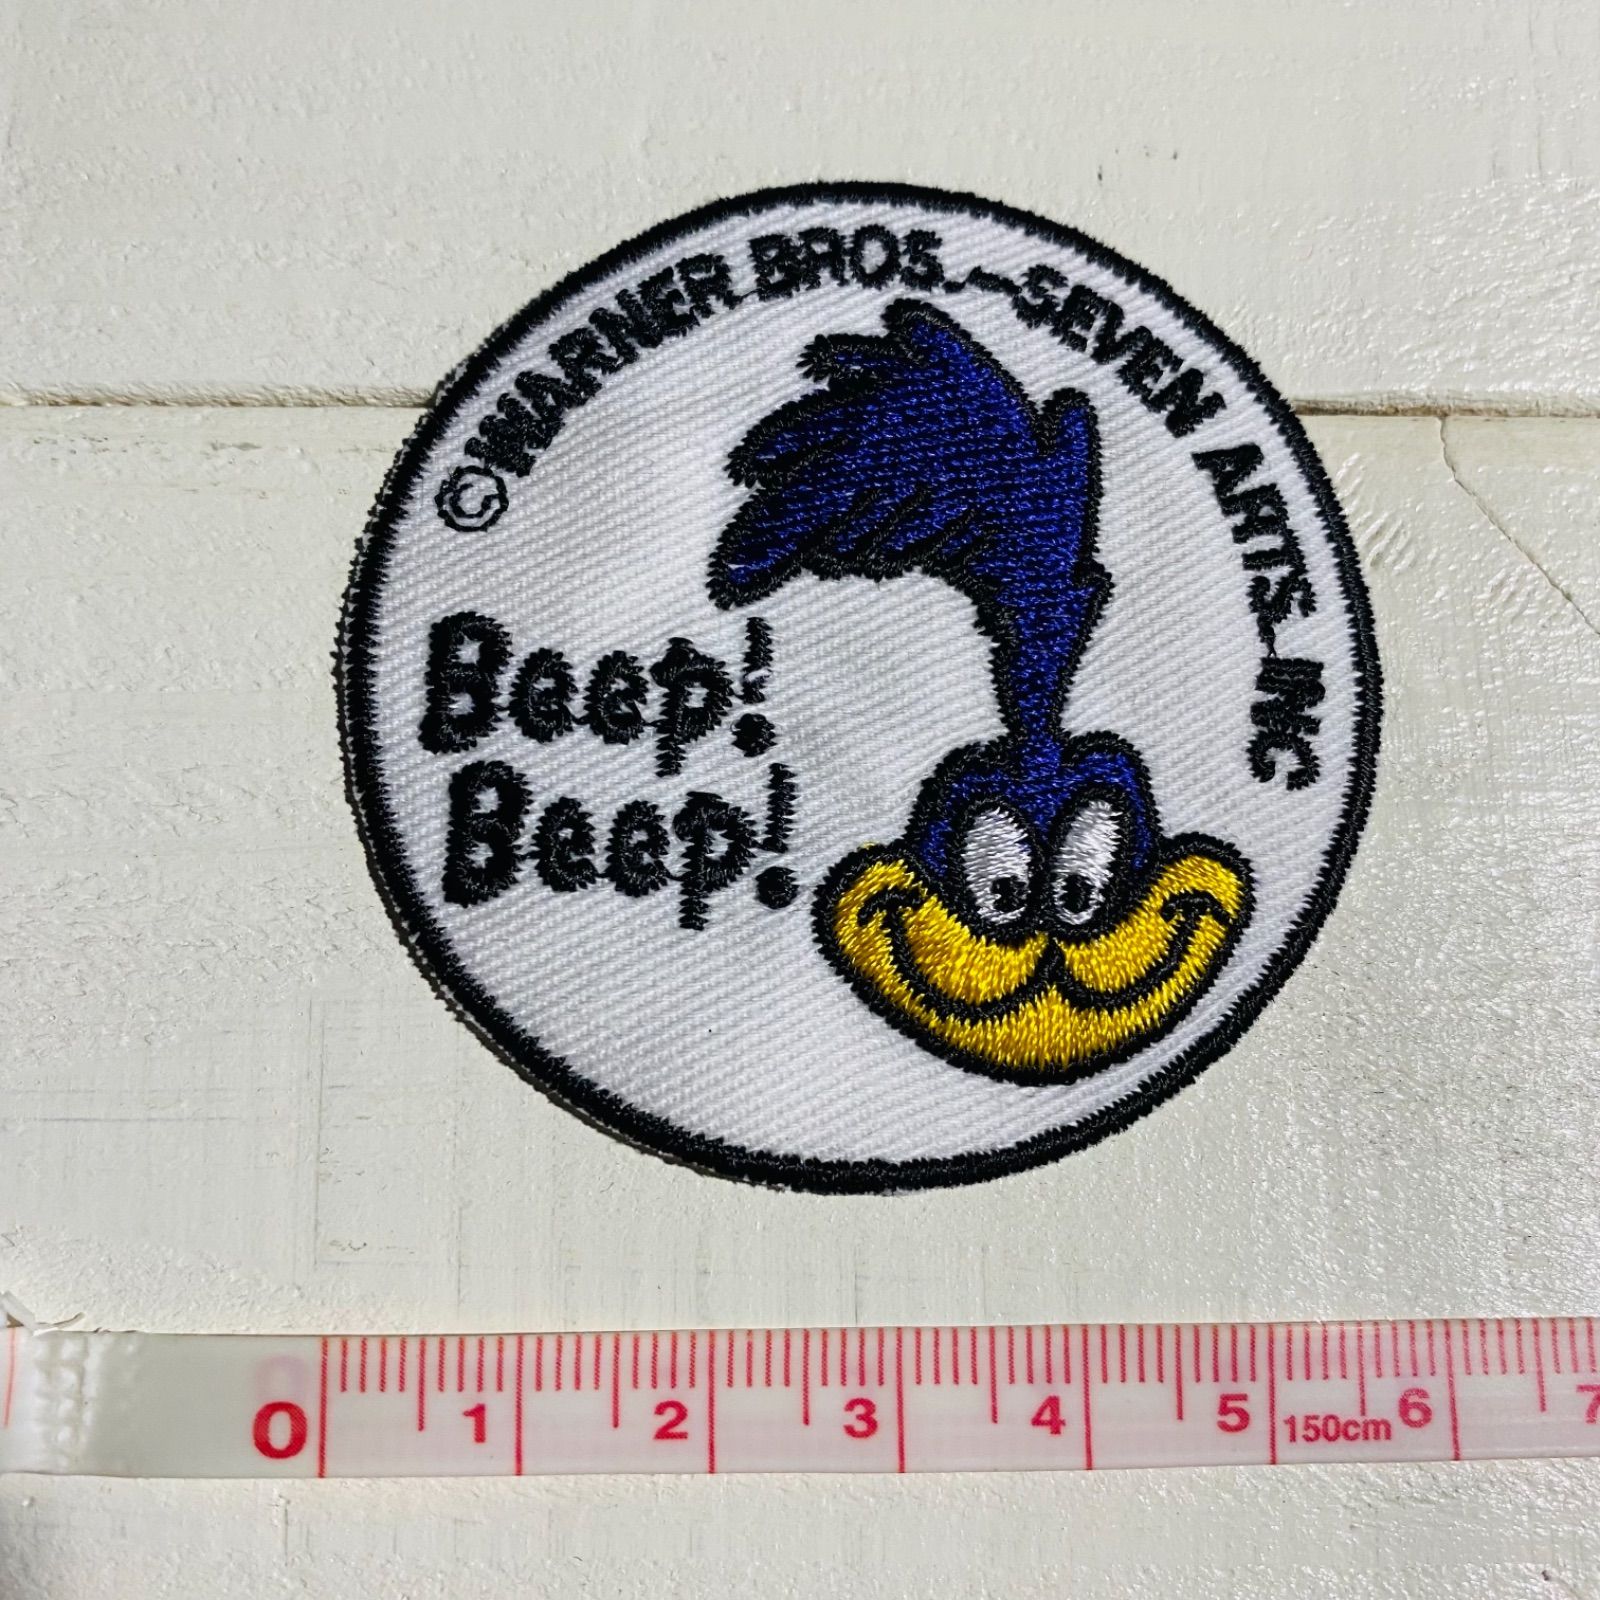 ©WARNER BROS.–SEVEN ARTS, INC
Beep!
Beep!
0 1 2 3 4 5 150cm 6 7